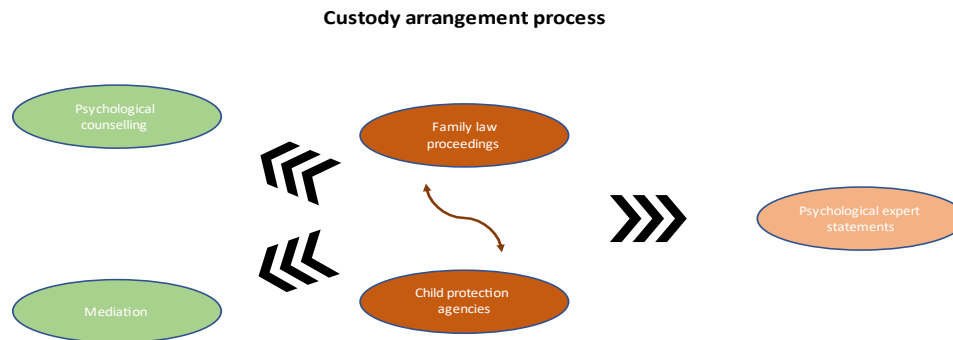 Custody arrangement process
Psychological
counselling
Family law
proceedings
Psychological expert
statements
Child protection
agencies
Mediation